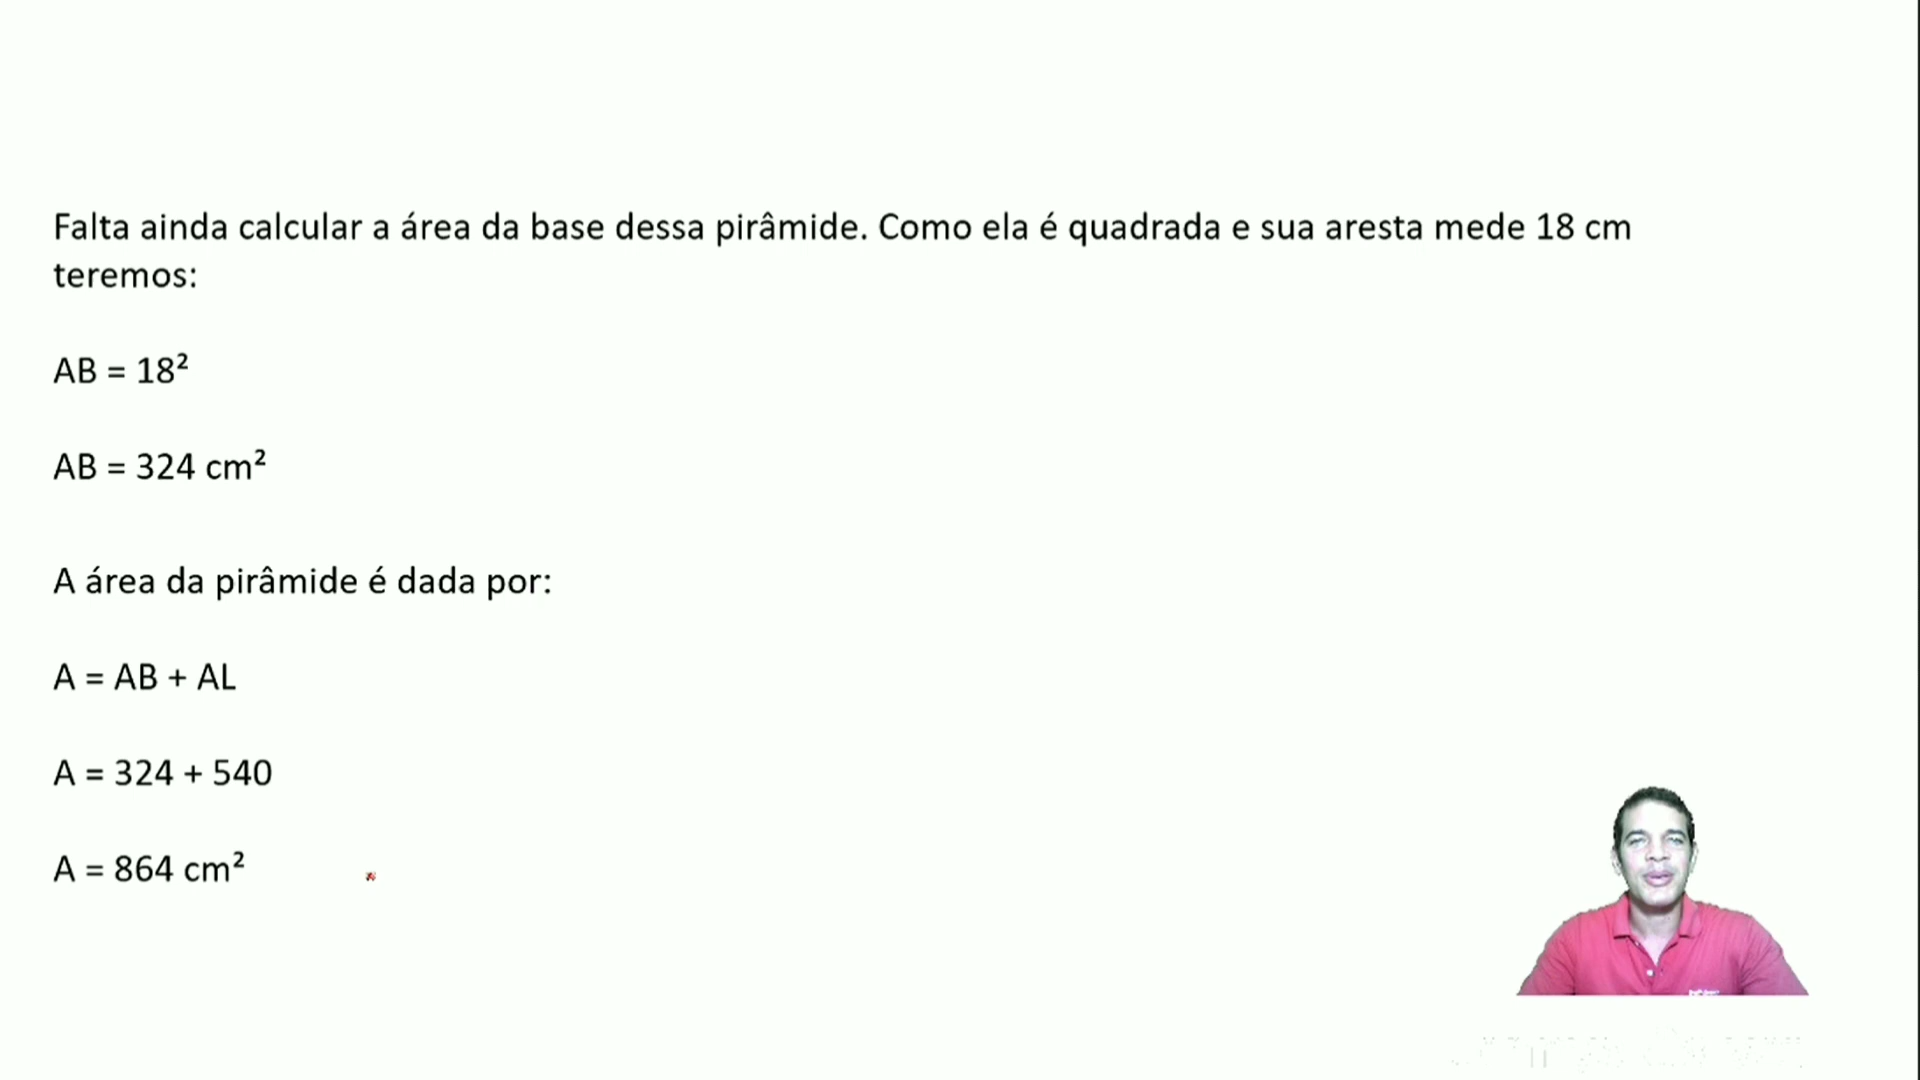 Falta ainda calcular a área da base dessa pirâmide. Como ela é quadrada e sua aresta mede 18 cm
teremos:
AB = 18²
AB = 324 cm²
A área da pirâmide é dada por:
A = AB + AL
A = 324 + 540
A = 864 cm²